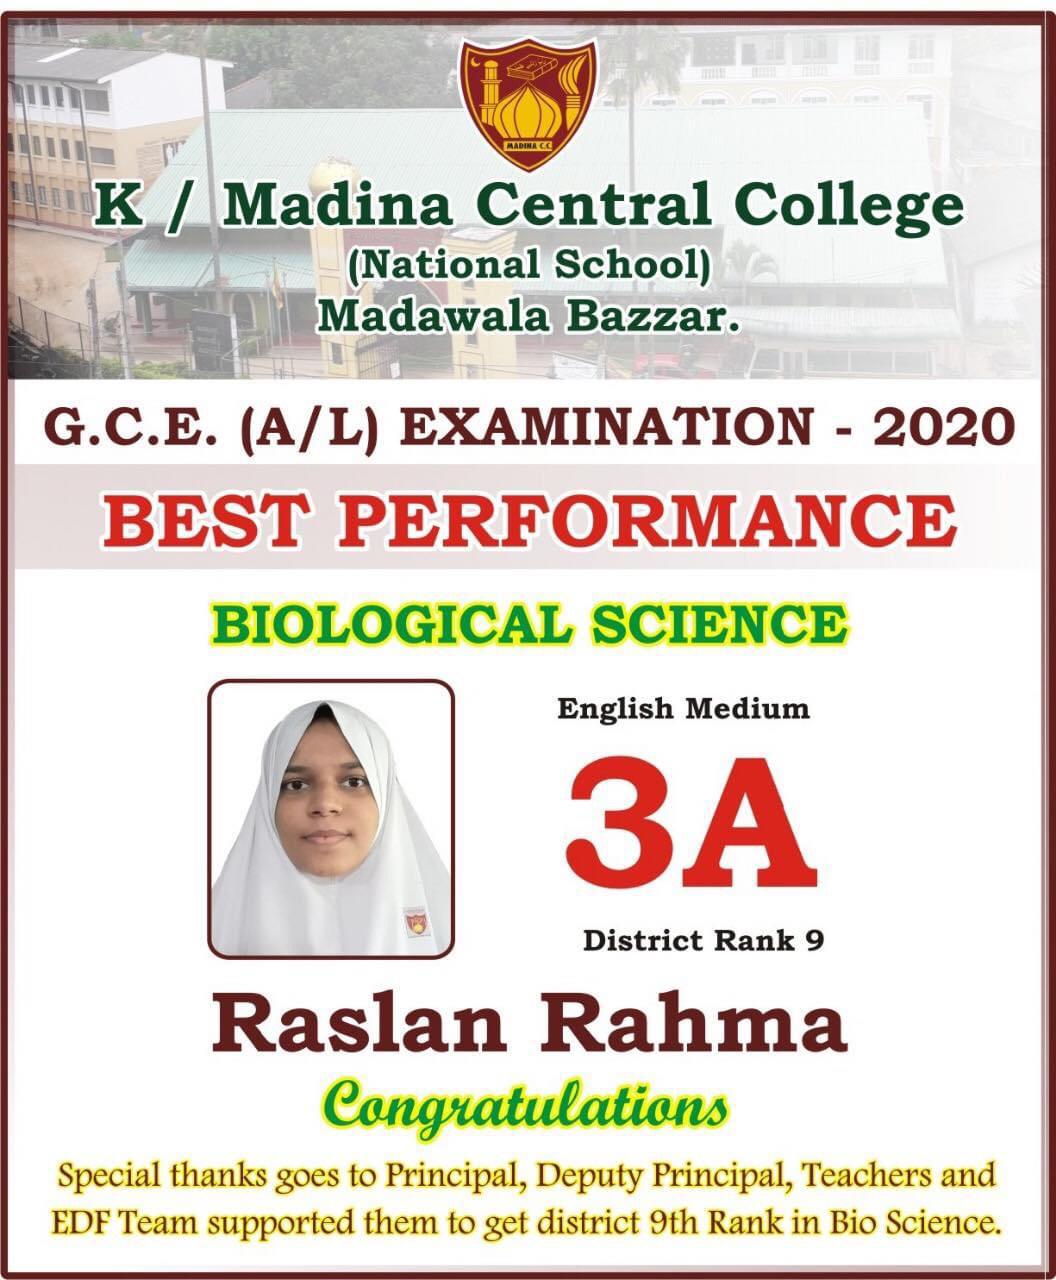 MADINA C.C.
K / Madina Central College
(National School)
Madawala Bazzar.
G.C.E. (A/L) EXAMINATION - 2020
BEST PERFORMANCE
BIOLOGICAL SCIENCE
English Medium
3A
District Rank 9
Raslan Rahma
Congratulations
Special thanks goes to Principal, Deputy Principal, Teachers and
EDF Team supported them to get district 9th Rank in Bio Science.